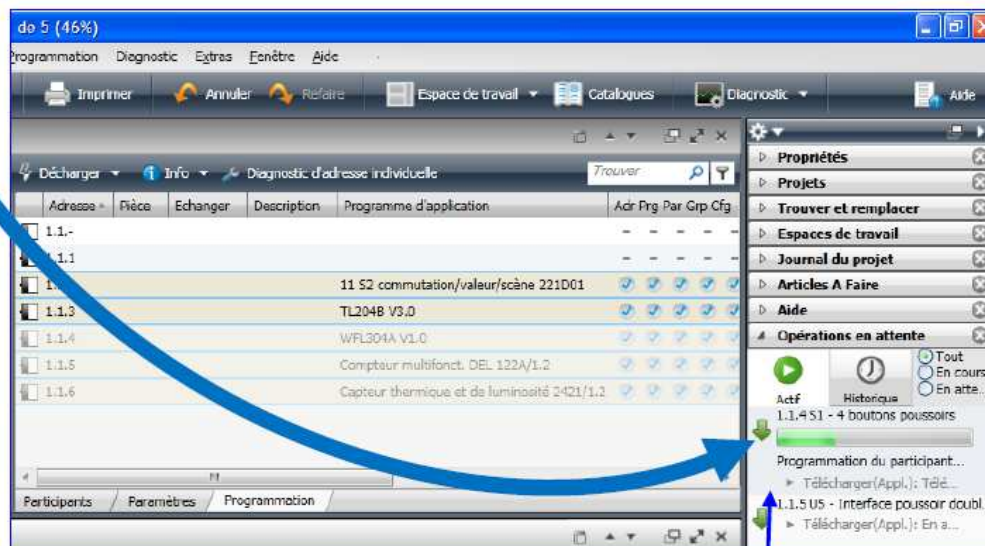 de 5 (46%)
Programmation Diagnostic Extras Fenêtre Aide
Imprimer Annuler Refaire Espace de travail Catalogues Diagnostic Aide
Décharger Info Diagnostic d'adresse individuelle Trouver
Adresse Pièce Echanger Description Programme d'application Adr Prg Par Grp Cfg
1.1.-
1.1.1
11 S2 commutation/valeur/scène 221D01
1.1.3 TL204B V3.0
1.1.4 WFL304A V1.0
1.1.5 Compteur multifonct. DEL 122A/1.2
1.1.6 Capteur thermique et de luminosité 2421/1.2
Participants Paramètres Programmation
Propriétés
Projets
Trouver et remplacer
Espaces de travail
Journal du projet
Articles A Faire
Aide
Opérations en attente
Actif Historique
Tout
En cours
En atte..
1.1.4 S1 - 4 boutons poussoirs
Programmation du participant...
Télécharger(Appl.): Télé...
1.1.5 U5 - Interface poussoir doubl.
Télécharger(Appl.): En a...